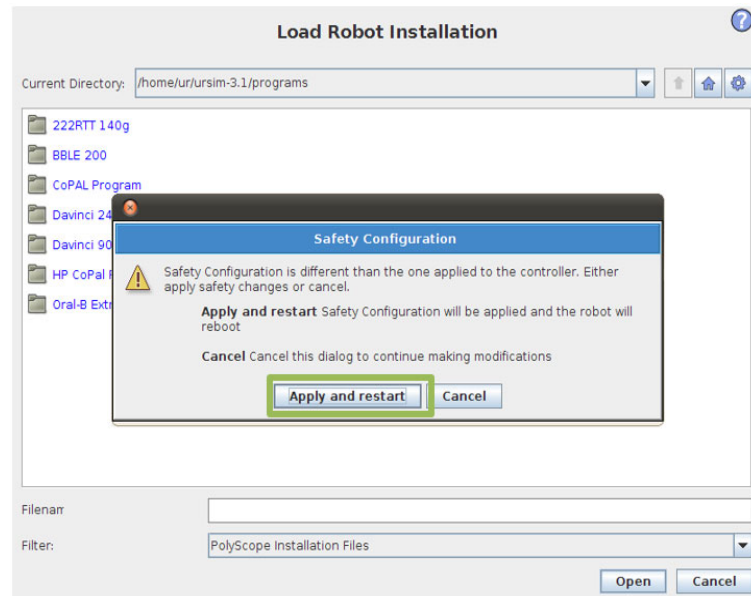 Load Robot Installation
?
Current Directory: /home/ur/ursim-3.1/programs
222RTT 140g
BBLE 200
CoPAL Program
Davinci 24
Davinci 90
HP CoPal
Oral-B Extr
Safety Configuration
Safety Configuration is different than the one applied to the controller. Either
apply safety changes or cancel.
Apply and restart Safety Configuration will be applied and the robot will
reboot
Cancel Cancel this dialog to continue making modifications
Apply and restart Cancel
Filenam
Filter: PolyScope Installation Files
Open Cancel